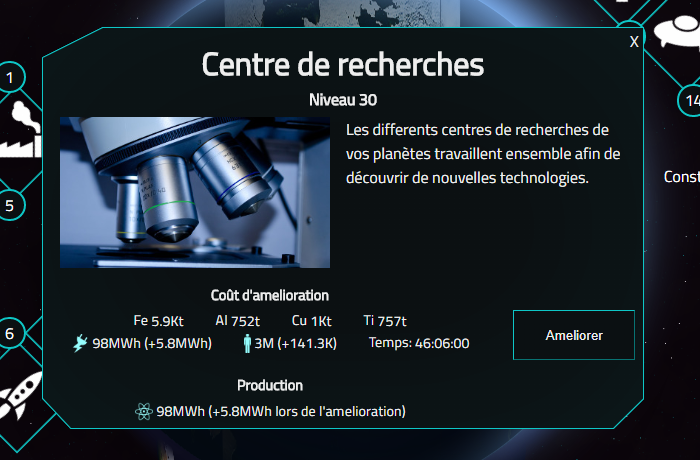 X
Centre de recherches
Niveau 30
Les differents centres de recherches de
vos planètes travaillent ensemble afin de
découvrir de nouvelles technologies.
Coût d'amelioration
Fe 5.9Kt Al 752t Cu 1Kt Ti 757t
98MWh (+5.8MWh) 3M (+141.3K) Temps: 46:06:00
Ameliorer
Production
98MWh (+5.8MWh lors de l'amelioration)
1
5
6
14
Const